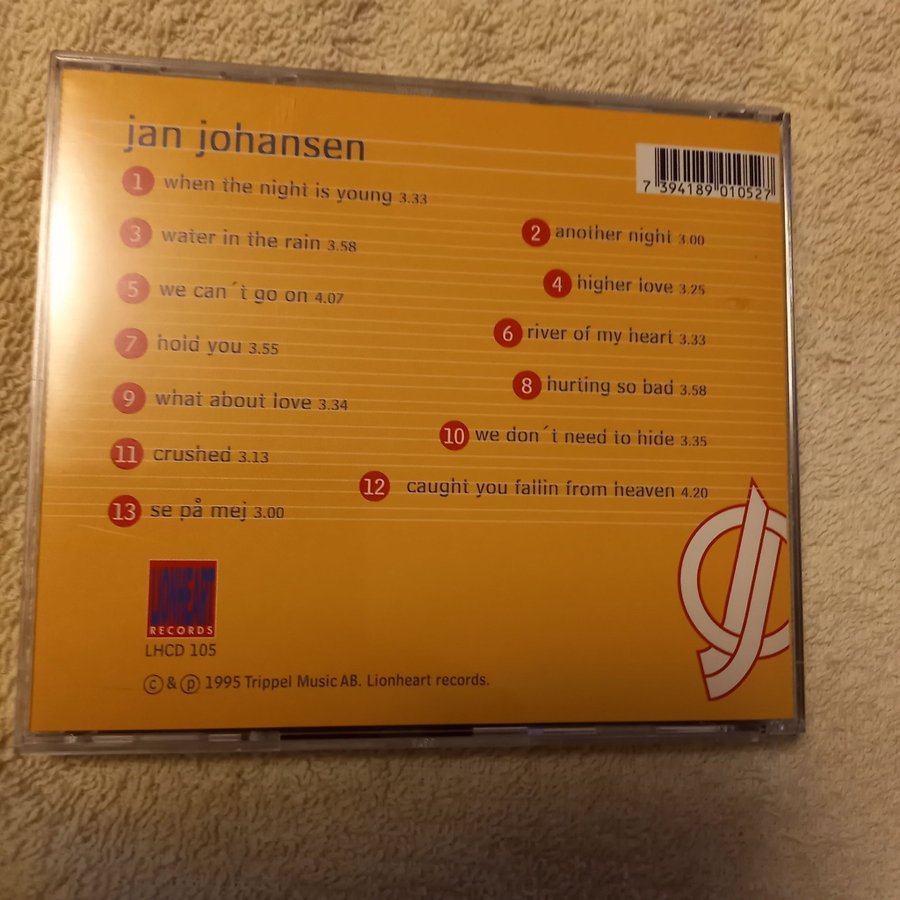 jan johansen
7 394189 010527
1 when the night is young 3.33
2 another night 3.00
3 water in the rain 3.58
4 higher love 3.25
5 we can´t go on 4.07
6 river of my heart 3.33
7 hold you 3.55
8 hurting so bad 3.58
9 what about love 3.34
10 we don´t need to hide 3.35
11 crushed 3.13
12 caught you fallin from heaven 4.20
13 se på mej 3.00
LIONHEART
RECORDS
LHCD 105
©&℗ 1995 Trippel Music AB. Lionheart records.